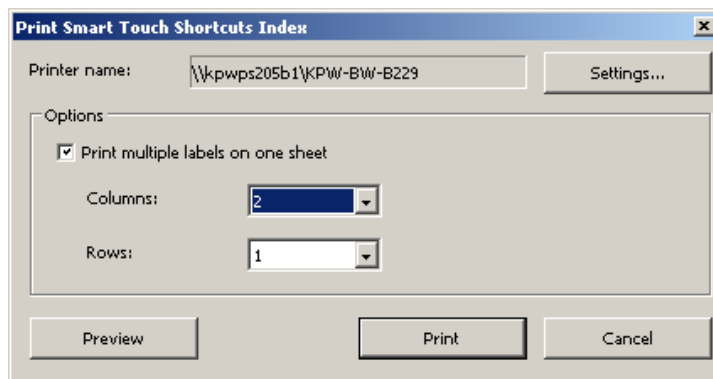 Print Smart Touch Shortcuts Index
Printer name: \\kpwps205b1\KPW-BW-B229 Settings...
Options
Print multiple labels on one sheet
Columns: 2
Rows: 1
Preview Print Cancel